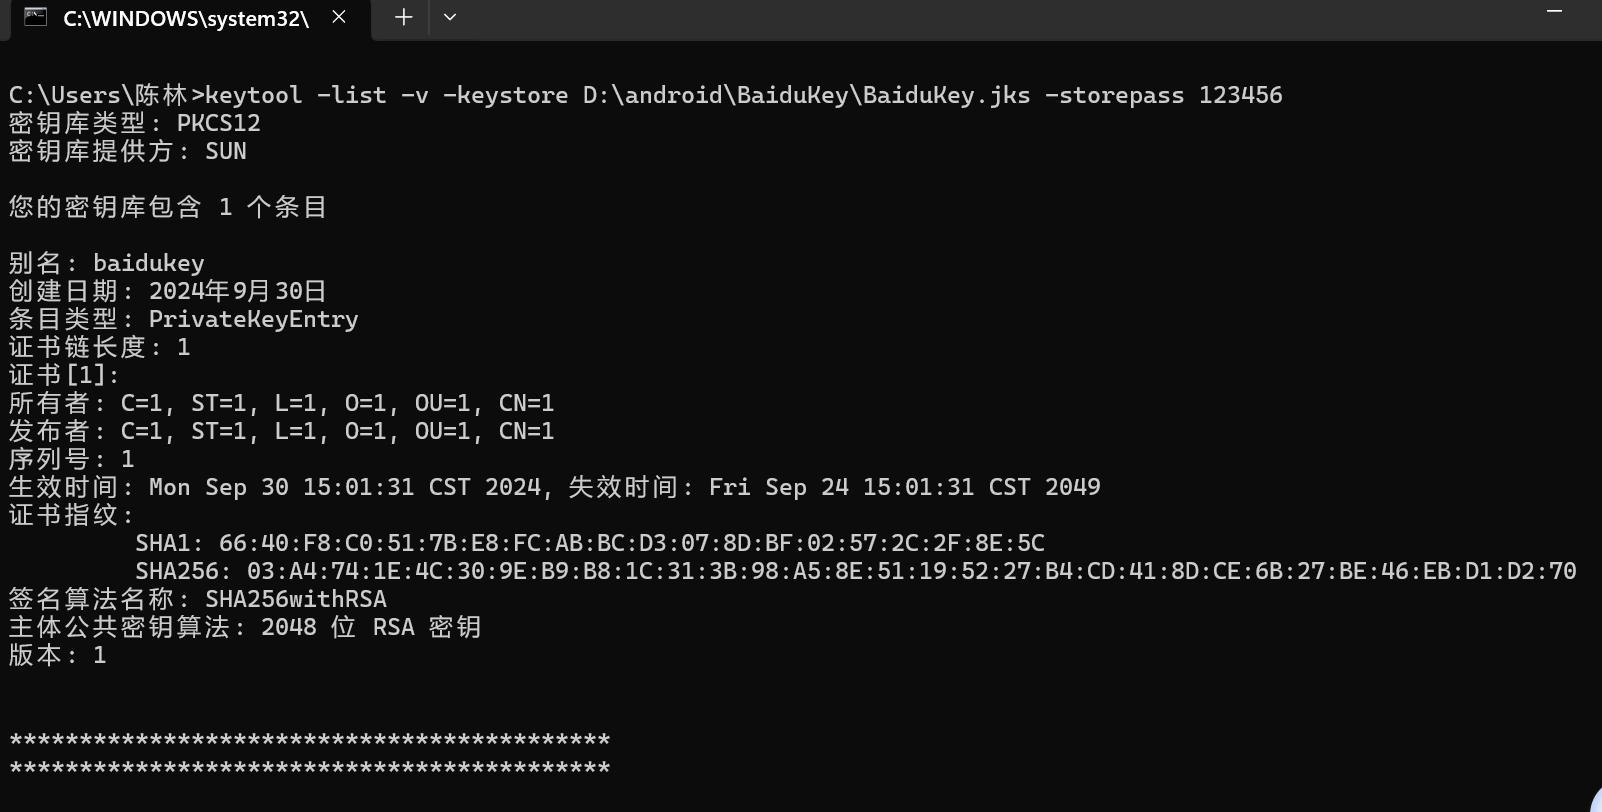 C:\WINDOWS\system32\
C:\Users\陈林>keytool -list -v -keystore D:\android\BaiduKey\BaiduKey.jks -storepass 123456
密钥库类型: PKCS12
密钥库提供方: SUN
您的密钥库包含 1 个条目
别名: baidukey
创建日期: 2024年9月30日
条目类型: PrivateKeyEntry
证书链长度: 1
证书[1]:
所有者: C=1, ST=1, L=1, O=1, OU=1, CN=1
发布者: C=1, ST=1, L=1, O=1, OU=1, CN=1
序列号: 1
生效时间: Mon Sep 30 15:01:31 CST 2024, 失效时间: Fri Sep 24 15:01:31 CST 2049
证书指纹:
SHA1: 66:40:F8:C0:51:7B:E8:FC:AB:BC:D3:07:8D:BF:02:57:2C:2F:8E:5C
SHA256: 03:A4:74:1E:4C:30:9E:B9:B8:1C:31:3B:98:A5:8E:51:19:52:27:B4:CD:41:8D:CE:6B:27:BE:46:EB:D1:D2:70
签名算法名称: SHA256withRSA
主体公共密钥算法: 2048 位 RSA 密钥
版本: 1
*******************************************
*******************************************